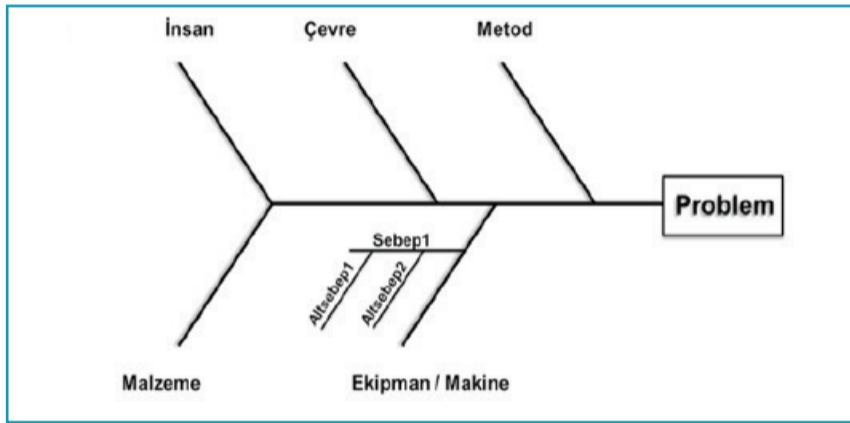 İnsan Çevre Metod
Problem
Sebep1
Altsebep1 Altsebep2
Malzeme Ekipman / Makine